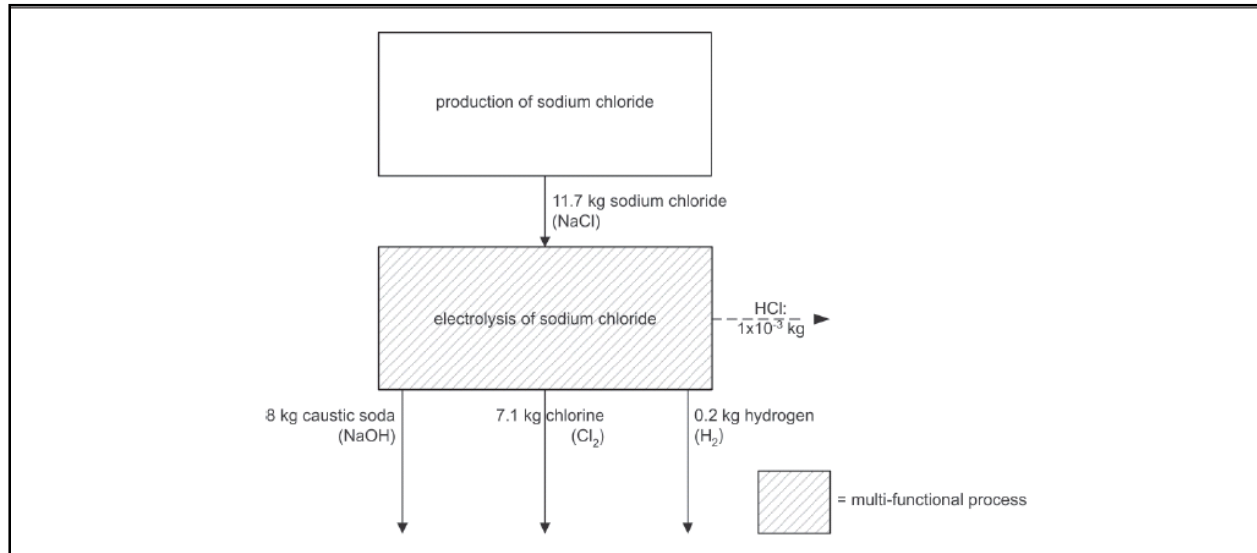 production of sodium chloride
11.7 kg sodium chloride
(NaCl)
electrolysis of sodium chloride
HCl:
1x10⁻³ kg
8 kg caustic soda
(NaOH)
7.1 kg chlorine
(Cl₂)
0.2 kg hydrogen
(H₂)
= multi-functional process